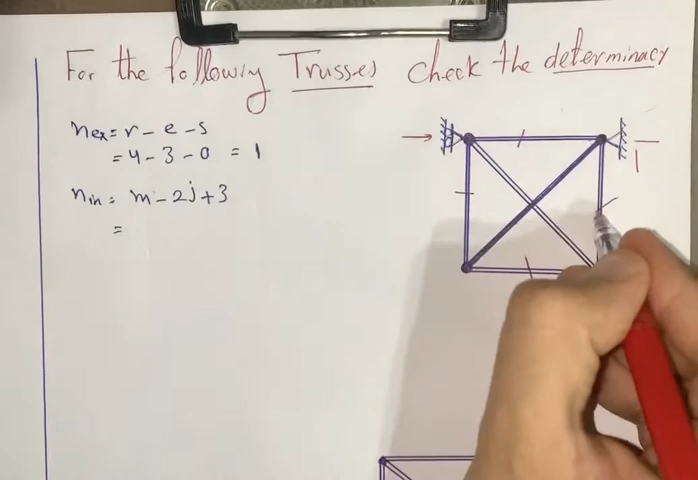 For the following Trusses check the determinacy
nex = r - e - s
= 4 - 3 - 0 = 1
nin = m - 2j + 3
=